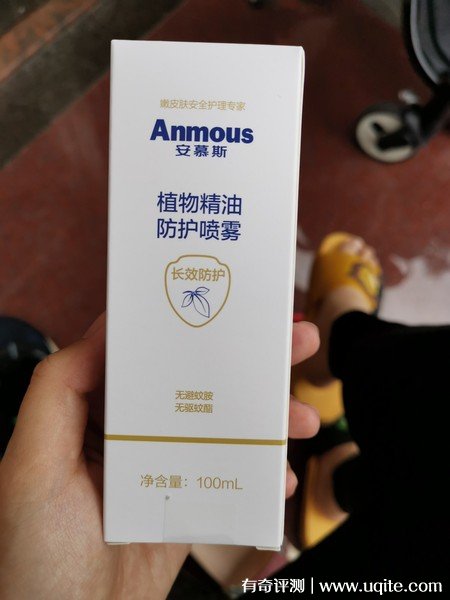 嫩皮肤安全护理专家
Anmous
安慕斯
植物精油
防护喷雾
长效防护
无避蚊胺
无驱蚊酯
净含量：100mL
有奇评测 | www.uqite.com